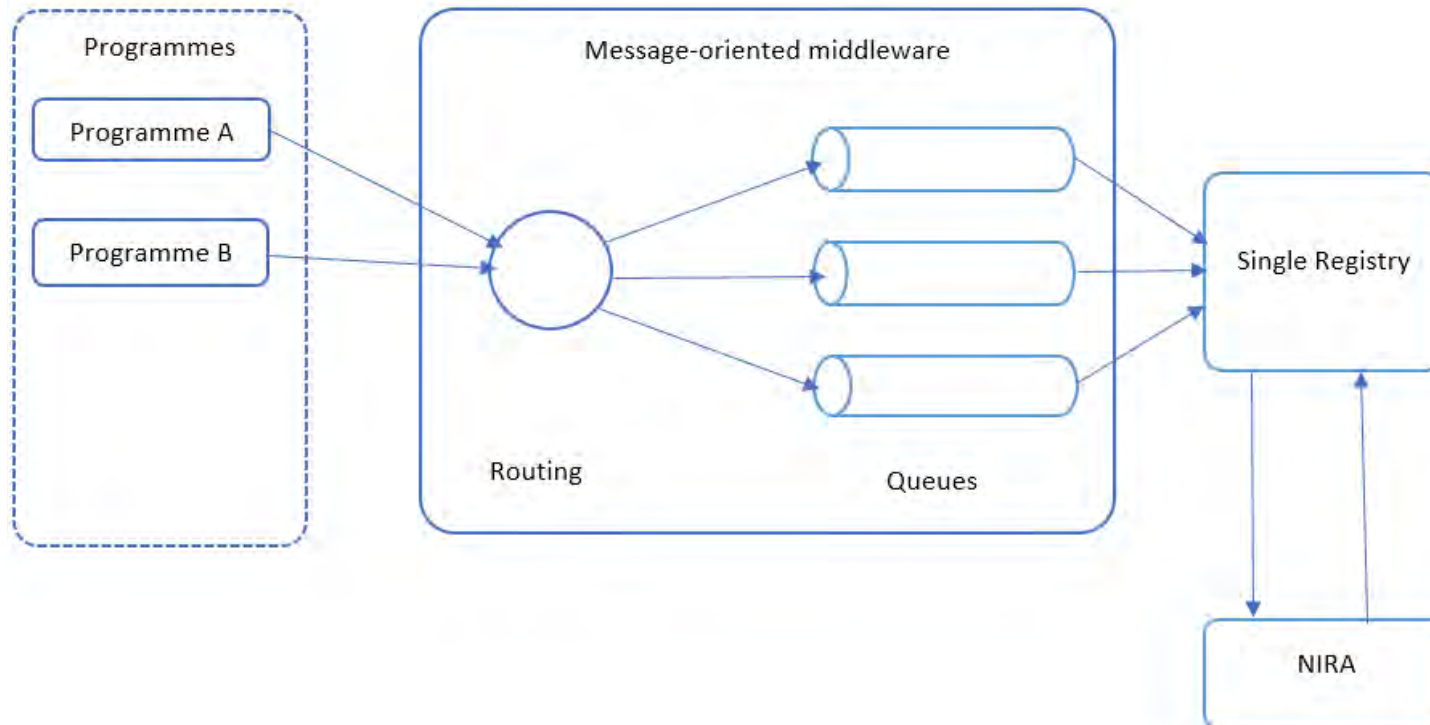 Programmes
Message-oriented middleware
Programme A
Programme B
Single Registry
Routing
Queues
NIRA